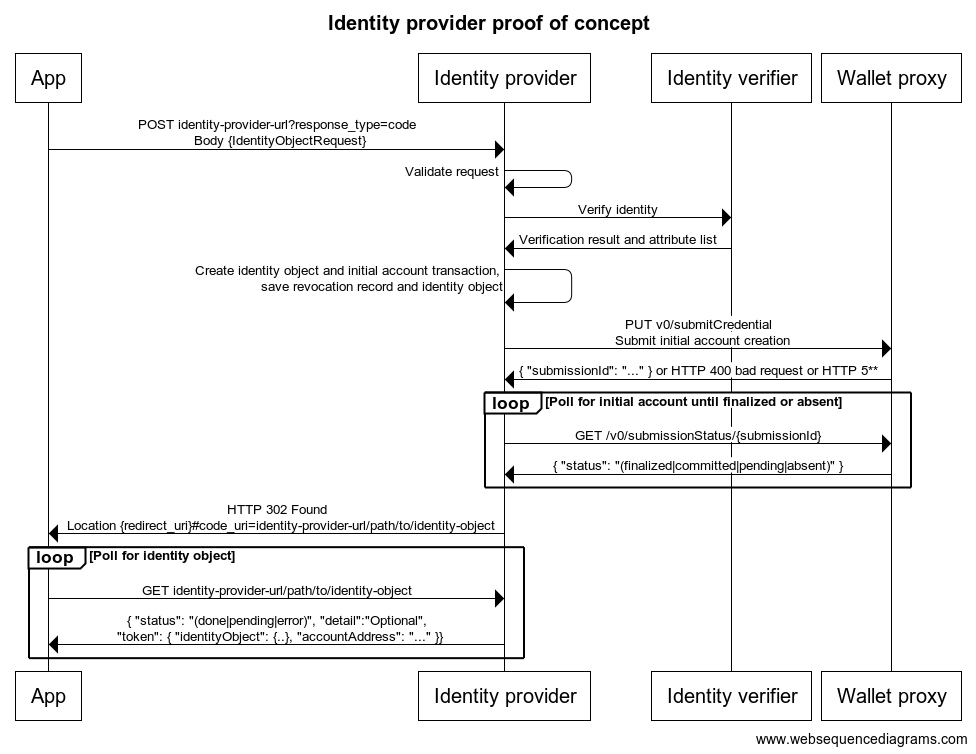 Identity provider proof of concept
App
Identity provider
Identity verifier
Wallet proxy
POST identity-provider-url?response_type=code
Body {IdentityObjectRequest}
Validate request
Verify identity
Verification result and attribute list
Create identity object and initial account transaction,
save revocation record and identity object
PUT v0/submitCredential
Submit initial account creation
{ "submissionId": "..." } or HTTP 400 bad request or HTTP 5**
loop [Poll for initial account until finalized or absent]
GET /v0/submissionStatus/{submissionId}
{ "status": "(finalized|committed|pending|absent)" }
HTTP 302 Found
Location {redirect_uri}#code_uri=identity-provider-url/path/to/identity-object
loop [Poll for identity object]
GET identity-provider-url/path/to/identity-object
{ "status": "(done|pending|error)", "detail":"Optional",
"token": { "identityObject": {..}, "accountAddress": "..." }}
App
Identity provider
Identity verifier
Wallet proxy
www.websequencediagrams.com